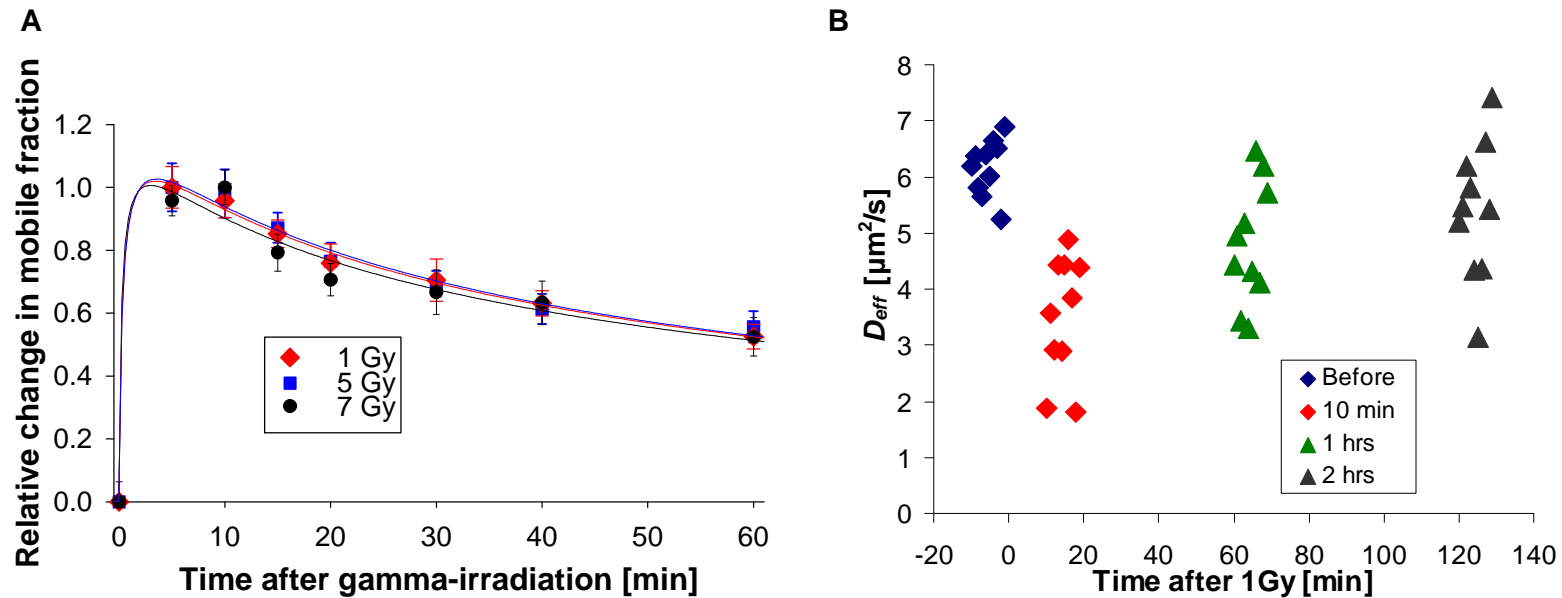 A
Relative change in mobile fraction
1.2
1.0
0.8
0.6
0.4
0.2
0.0
1 Gy
5 Gy
7 Gy
0 10 20 30 40 50 60
Time after gamma-irradiation [min]
B
Deff [µm²/s]
8
7
6
5
4
3
2
1
0
Before
10 min
1 hrs
2 hrs
-20 0 20 40 60 80 100 120 140
Time after 1Gy [min]